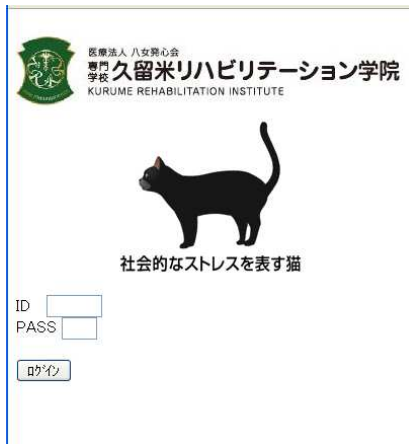 医療法人 八女発心会
専門学校 久留米リハビリテーション学院
KURUME REHABILITATION INSTITUTE
社会的なストレスを表す猫
ID
PASS
ﾛｸﾞｲﾝ